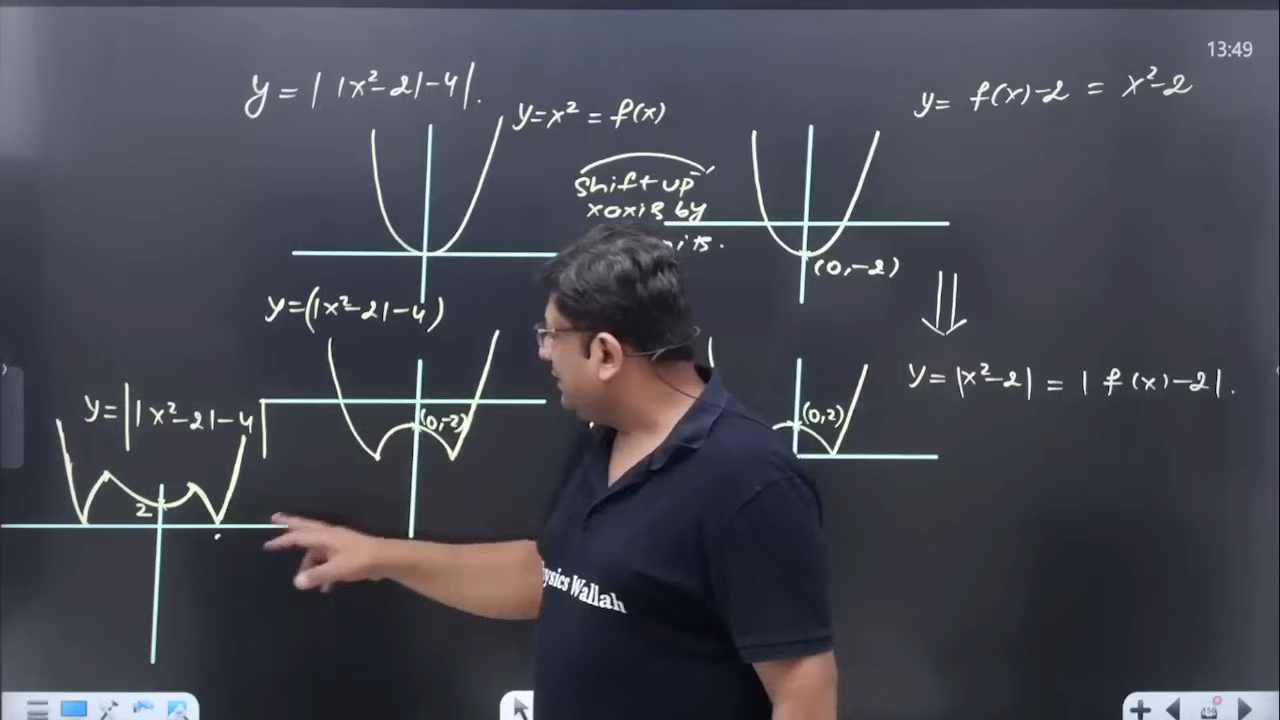 13:49
y = | |x²-2|-4|.
y=x² = f(x)
y= f(x)-2 = x²-2
shift up
xaxis by
(0,-2)
y=(|x²-2|-4)
y= |x²-2| = | f(x)-2|.
(0,-2)
(0,2)
y=||x²-2|-4|
2
ysics Wallah